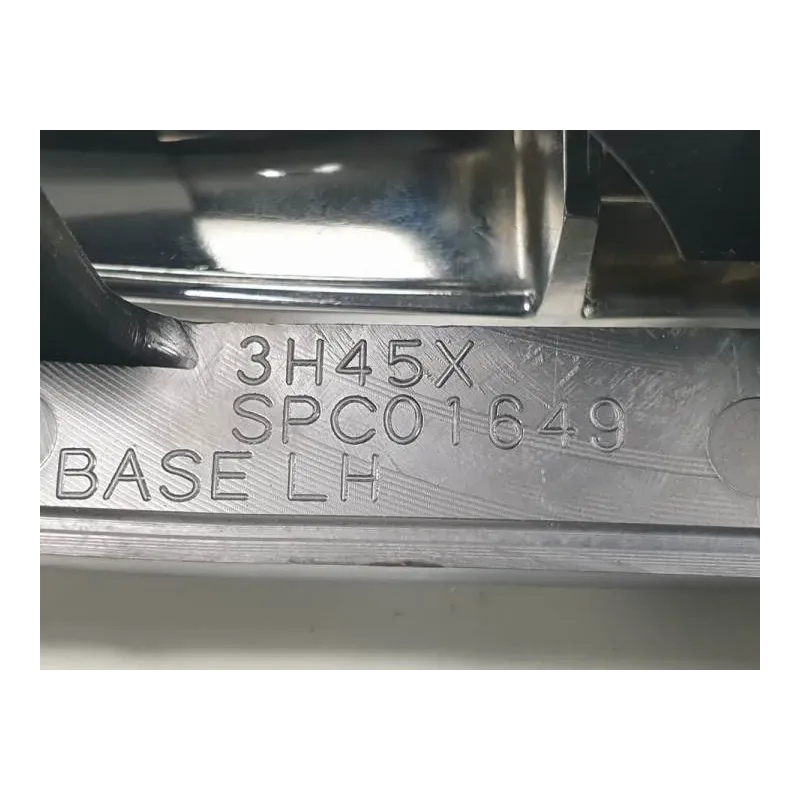 3H45X
SPC01649
BASE LH